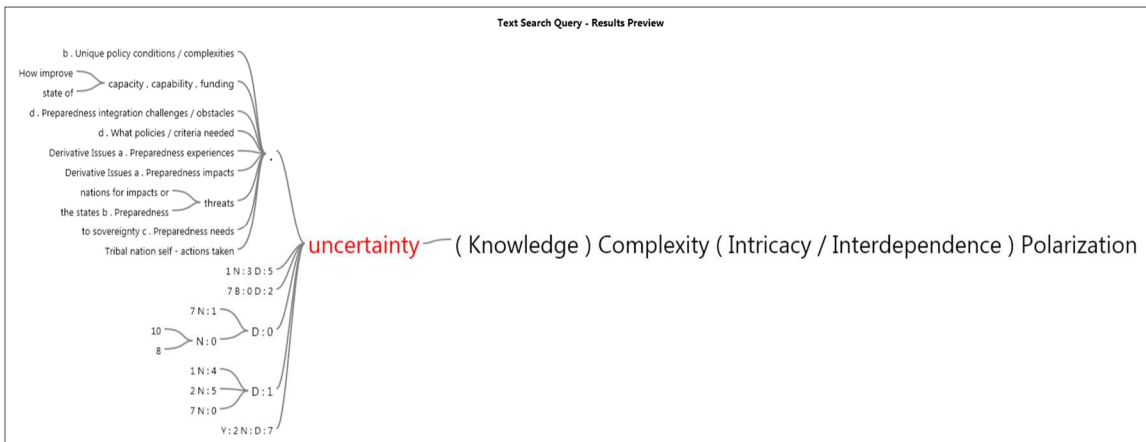 Text Search Query - Results Preview
b . Unique policy conditions / complexities
How improve
state of
capacity , capability , funding
d . Preparedness integration challenges / obstacles
d . What policies / criteria needed
Derivative Issues a . Preparedness experiences
Derivative Issues a . Preparedness impacts
nations for impacts or
the states b . Preparedness
threats
to sovereignty c . Preparedness needs
Tribal nation self - actions taken
.
uncertainty
( Knowledge ) Complexity ( Intricacy / Interdependence ) Polarization
1 N : 3 D : 5
7 B : 0 D : 2
7 N : 1
10
8
N : 0
D : 0
1 N : 4
2 N : 5
7 N : 0
D : 1
Y : 2 N : D : 7